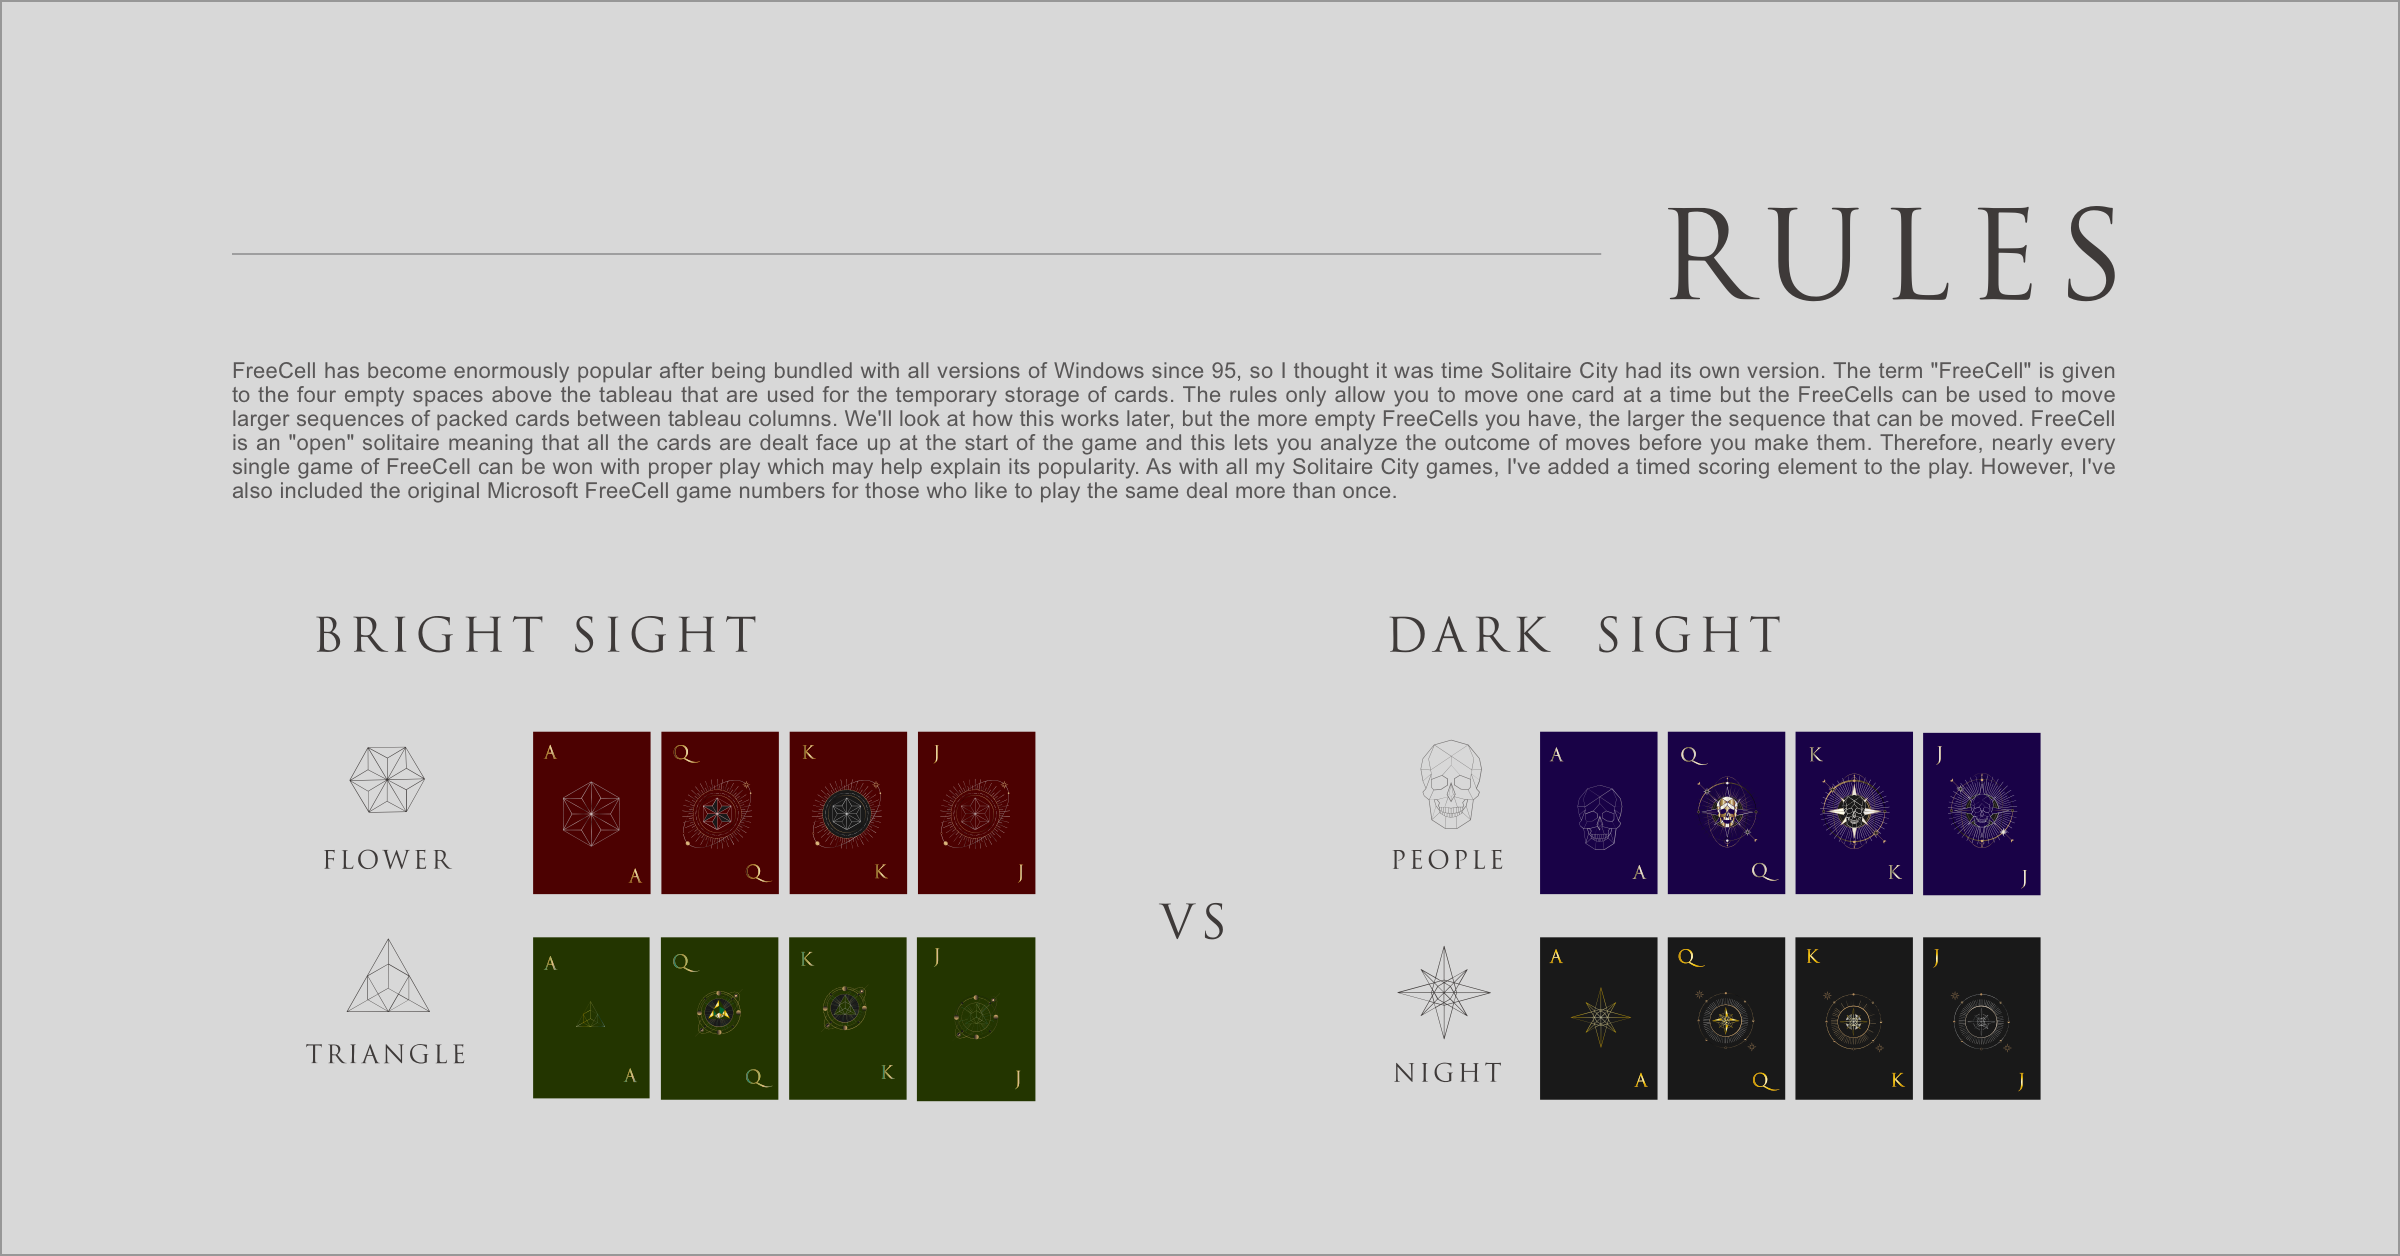 RULES
FreeCell has become enormously popular after being bundled with all versions of Windows since 95, so I thought it was time Solitaire City had its own version. The term "FreeCell" is given
to the four empty spaces above the tableau that are used for the temporary storage of cards. The rules only allow you to move one card at a time but the FreeCells can be used to move
larger sequences of packed cards between tableau columns. We'll look at how this works later, but the more empty FreeCells you have, the larger the sequence that can be moved. FreeCell
is an "open" solitaire meaning that all the cards are dealt face up at the start of the game and this lets you analyze the outcome of moves before you make them. Therefore, nearly every
single game of FreeCell can be won with proper play which may help explain its popularity. As with all my Solitaire City games, I've added a timed scoring element to the play. However, I've
also included the original Microsoft FreeCell game numbers for those who like to play the same deal more than once.
BRIGHT SIGHT
FLOWER
A Q K J
A Q K J
TRIANGLE
A Q K J
A Q K J
VS
DARK SIGHT
PEOPLE
A Q K J
A Q K J
NIGHT
A Q K J
A Q K J